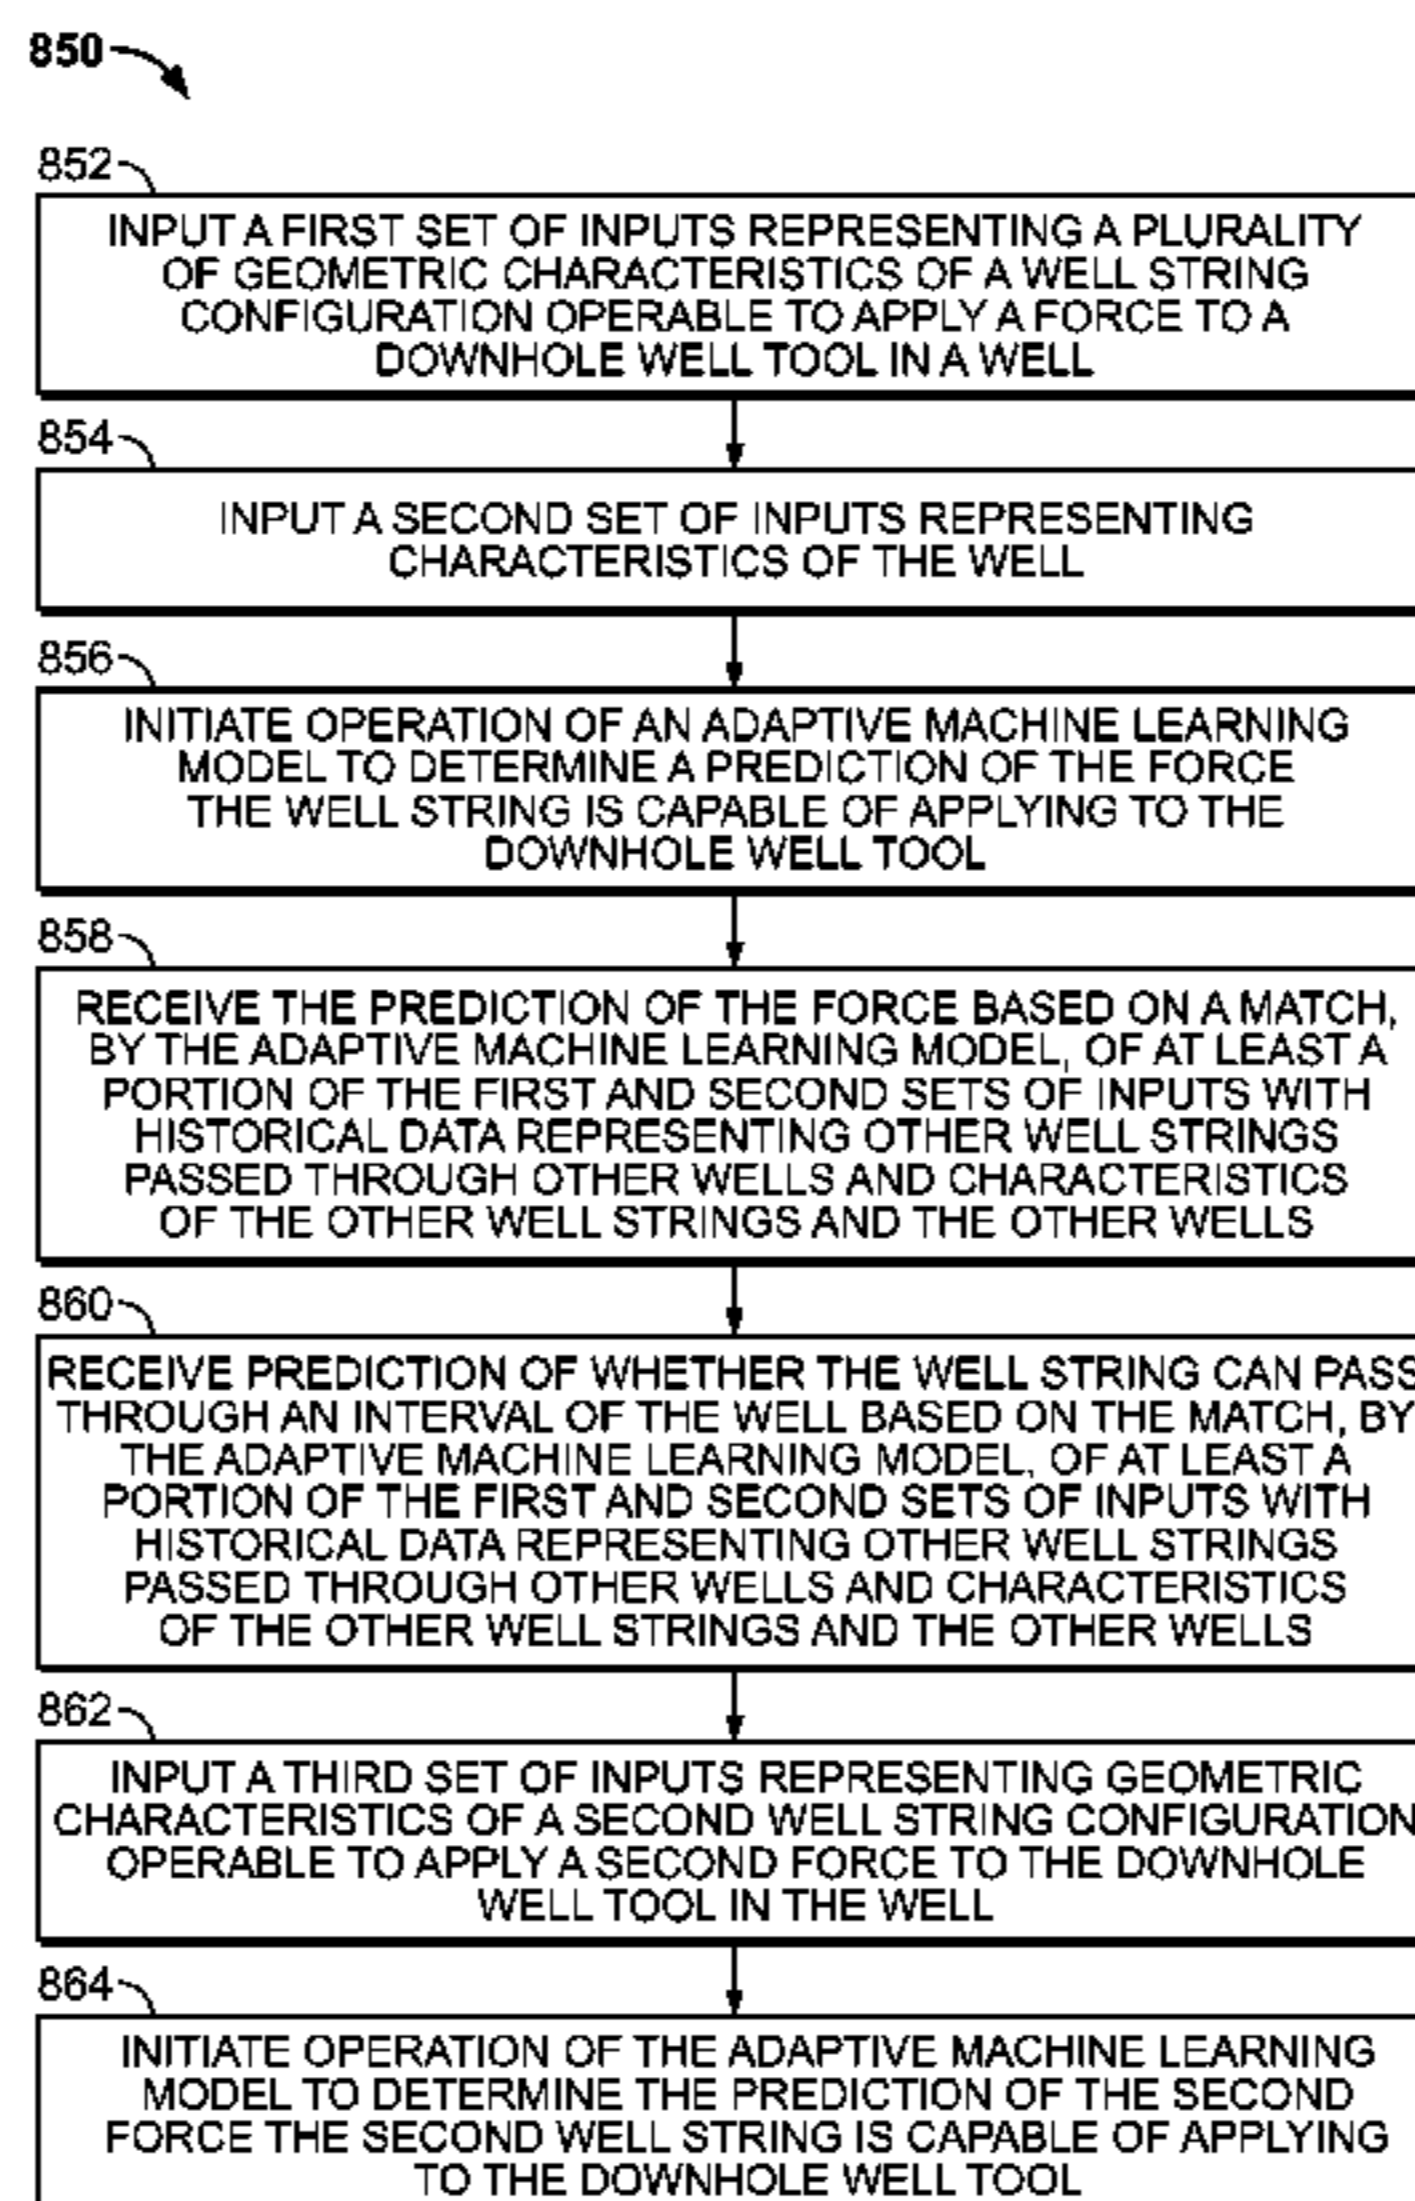 850
852
INPUT A FIRST SET OF INPUTS REPRESENTING A PLURALITY
OF GEOMETRIC CHARACTERISTICS OF A WELL STRING
CONFIGURATION OPERABLE TO APPLY A FORCE TO A
DOWNHOLE WELL TOOL IN A WELL
854
INPUT A SECOND SET OF INPUTS REPRESENTING
CHARACTERISTICS OF THE WELL
856
INITIATE OPERATION OF AN ADAPTIVE MACHINE LEARNING
MODEL TO DETERMINE A PREDICTION OF THE FORCE
THE WELL STRING IS CAPABLE OF APPLYING TO THE
DOWNHOLE WELL TOOL
858
RECEIVE THE PREDICTION OF THE FORCE BASED ON A MATCH,
BY THE ADAPTIVE MACHINE LEARNING MODEL, OF AT LEAST A
PORTION OF THE FIRST AND SECOND SETS OF INPUTS WITH
HISTORICAL DATA REPRESENTING OTHER WELL STRINGS
PASSED THROUGH OTHER WELLS AND CHARACTERISTICS
OF THE OTHER WELL STRINGS AND THE OTHER WELLS
860
RECEIVE PREDICTION OF WHETHER THE WELL STRING CAN PASS
THROUGH AN INTERVAL OF THE WELL BASED ON THE MATCH, BY
THE ADAPTIVE MACHINE LEARNING MODEL, OF AT LEAST A
PORTION OF THE FIRST AND SECOND SETS OF INPUTS WITH
HISTORICAL DATA REPRESENTING OTHER WELL STRINGS
PASSED THROUGH OTHER WELLS AND CHARACTERISTICS
OF THE OTHER WELL STRINGS AND THE OTHER WELLS
862
INPUT A THIRD SET OF INPUTS REPRESENTING GEOMETRIC
CHARACTERISTICS OF A SECOND WELL STRING CONFIGURATION
OPERABLE TO APPLY A SECOND FORCE TO THE DOWNHOLE
WELL TOOL IN THE WELL
864
INITIATE OPERATION OF THE ADAPTIVE MACHINE LEARNING
MODEL TO DETERMINE THE PREDICTION OF THE SECOND
FORCE THE SECOND WELL STRING IS CAPABLE OF APPLYING
TO THE DOWNHOLE WELL TOOL